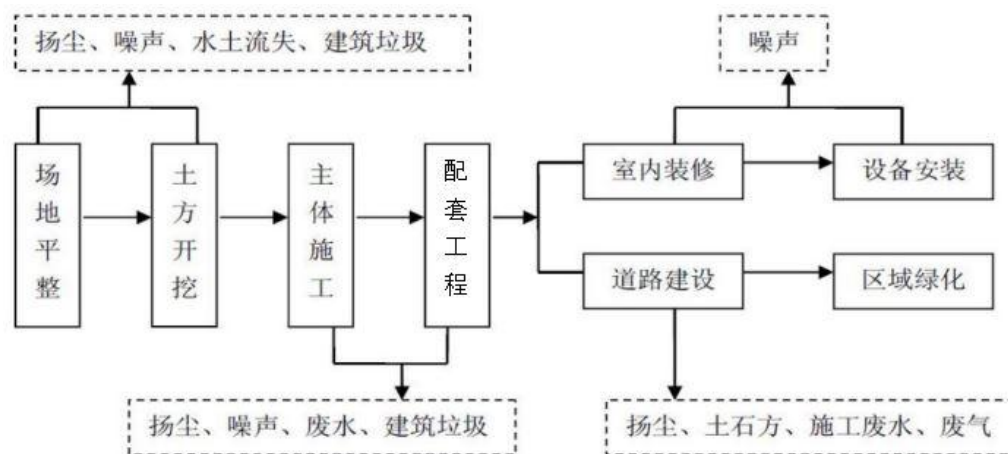 扬尘、噪声、水土流失、建筑垃圾
噪声
场地平整
土方开挖
主体施工
配套工程
室内装修
设备安装
道路建设
区域绿化
扬尘、噪声、废水、建筑垃圾
扬尘、土石方、施工废水、废气